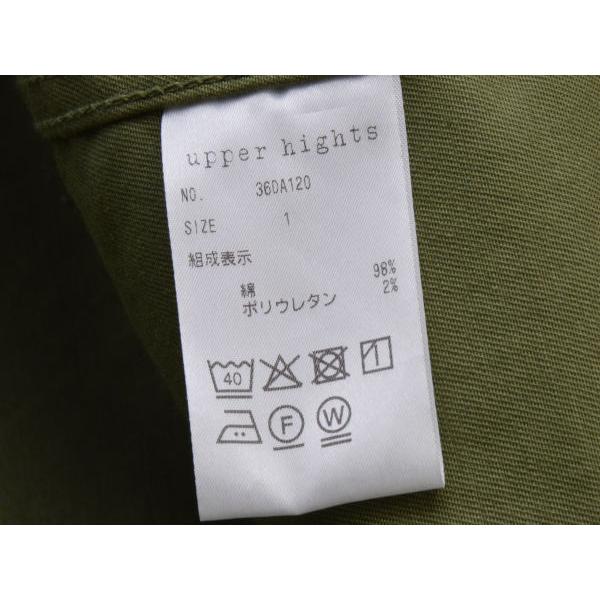 upper hights
NO. 360A120
SIZE 1
組成表示
綿 98%
ポリウレタン 2%
40
F W